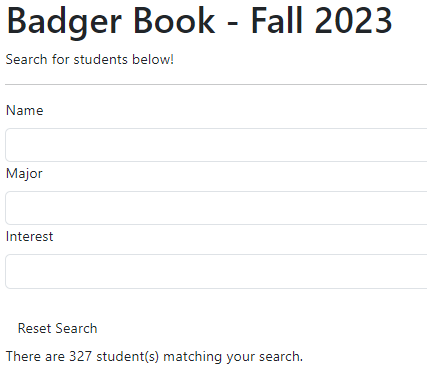 Badger Book - Fall 2023
Search for students below!
Name
Major
Interest
Reset Search
There are 327 student(s) matching your search.